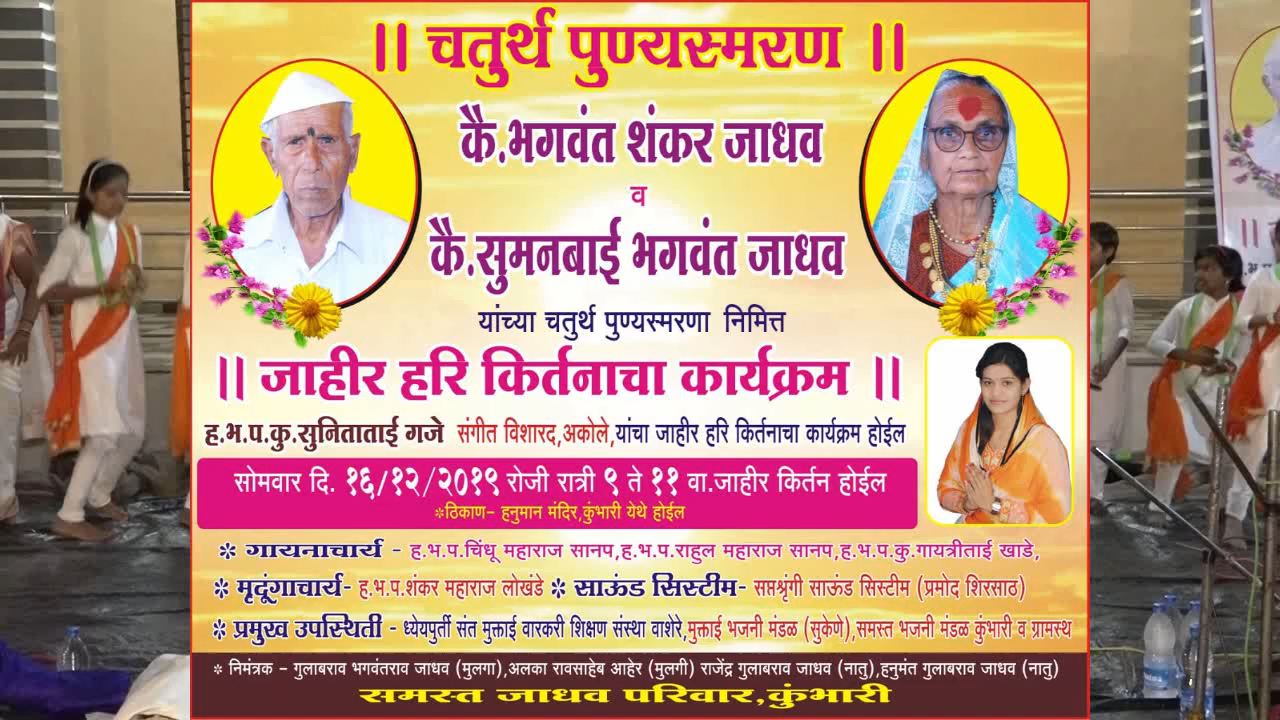 || चतुर्थ पुण्यस्मरण ||
कै.भगवंत शंकर जाधव
व
कै.सुमनबाई भगवंत जाधव
यांच्या चतुर्थ पुण्यस्मरणा निमित्त
|| जाहीर हरि किर्तनाचा कार्यक्रम ||
ह.भ.प.कु.सुनिताताई गजे संगीत विशारद,अकोले,यांचा जाहीर हरि किर्तनाचा कार्यक्रम होईल
सोमवार दि. १६/१२/२०१९ रोजी रात्री ९ ते ११ वा.जाहीर किर्तन होईल
*ठिकाण- हनुमान मंदिर,कुंभारी येथे होईल
* गायनाचार्य - ह.भ.प.चिंधू महाराज सानप,ह.भ.प.राहुल महाराज सानप,ह.भ.प.कु.गायत्रीताई खाडे,
* मृदूंगाचार्य- ह.भ.प.शंकर महाराज लोखंडे * साऊंड सिस्टीम- सप्तश्रृंगी साऊंड सिस्टीम (प्रमोद शिरसाठ)
* प्रमुख उपस्थिती - ध्येयपुर्ती संत मुक्ताई वारकरी शिक्षण संस्था वाशेरे,मुक्ताई भजनी मंडळ (सुकेणे),समस्त भजनी मंडळ कुंभारी व ग्रामस्थ
* निमंत्रक - गुलाबराव भगवंतराव जाधव (मुलगा),अलका रावसाहेब आहेर (मुलगी) राजेंद्र गुलाबराव जाधव (नातु),हनुमंत गुलाबराव जाधव (नातु)
समस्त जाधव परिवार,कुंभारी